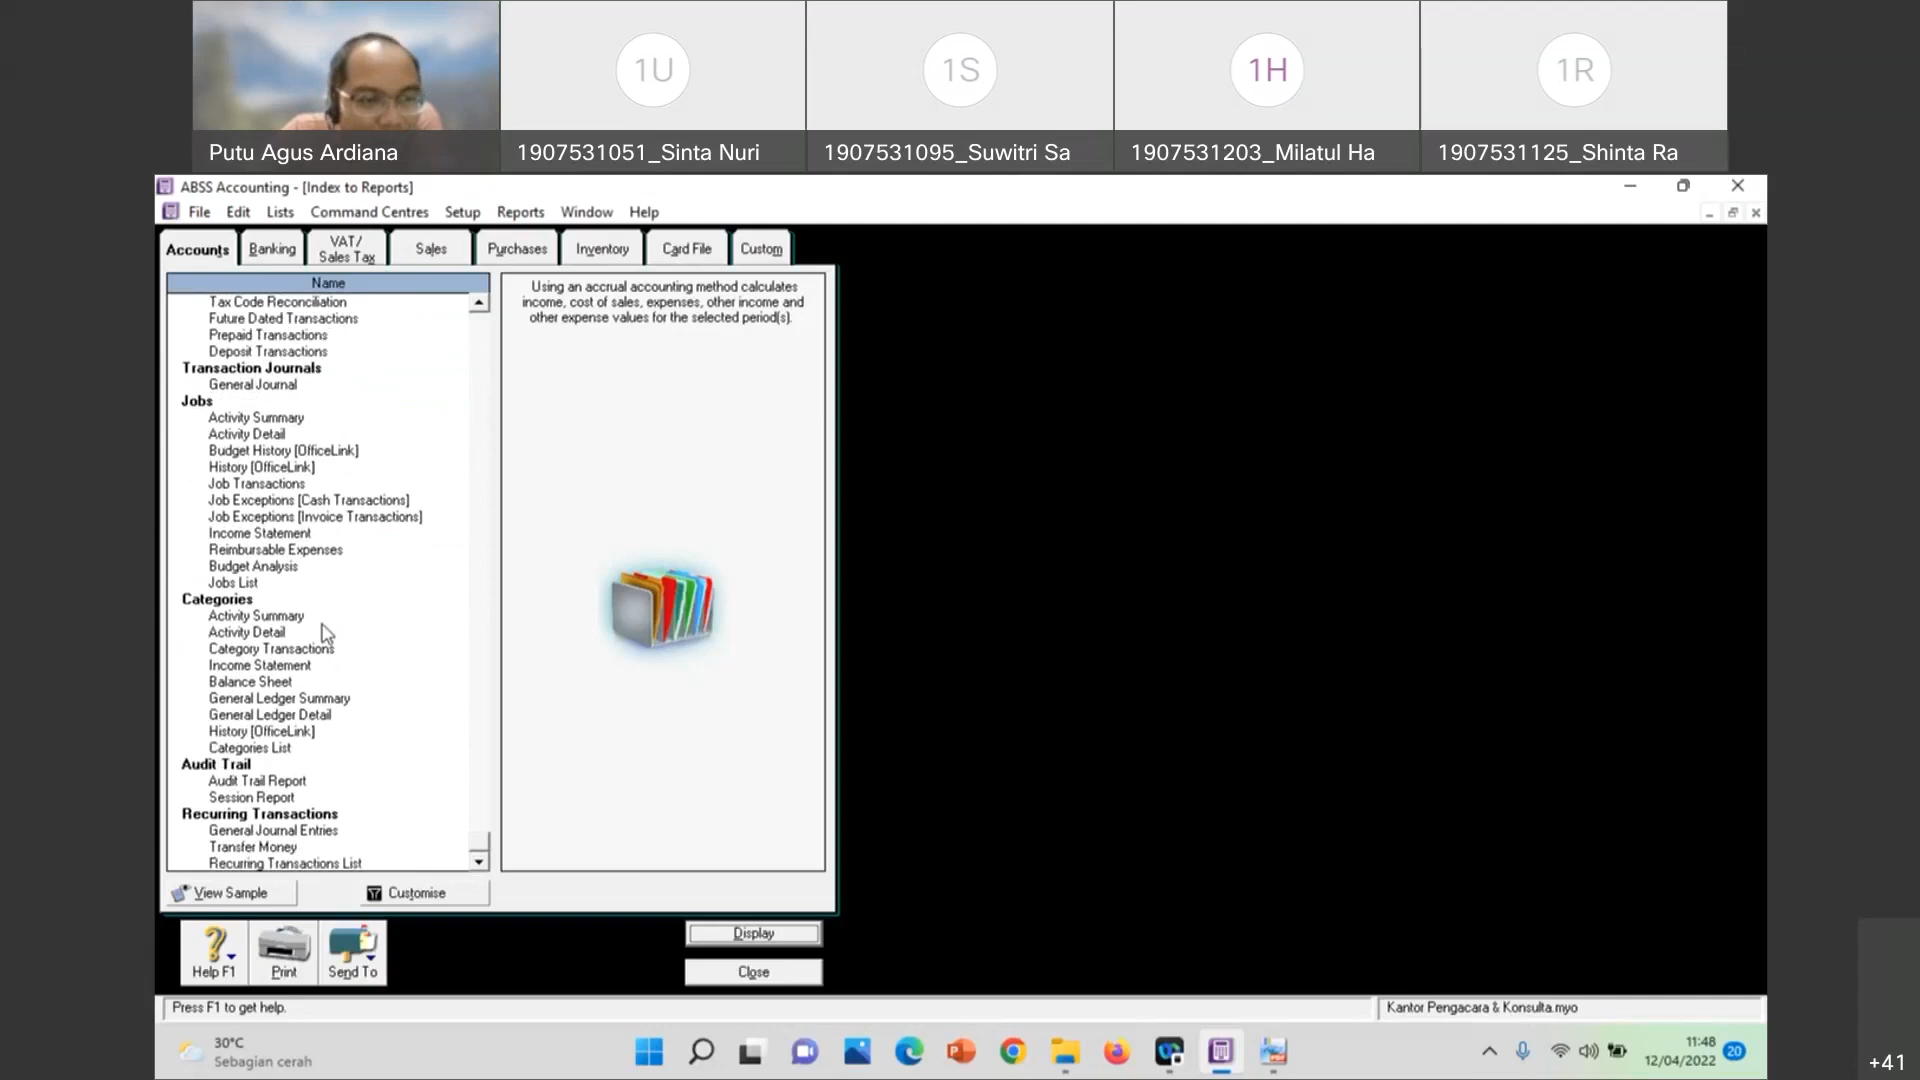 1U
1S
1H
1R
Putu Agus Ardiana
1907531051_Sinta Nuri
1907531095_Suwitri Sa
1907531203_Milatul Ha
1907531125_Shinta Ra
ABSS Accounting - [Index to Reports]
File Edit Lists Command Centres Setup Reports Window Help
Accounts
Banking
VAT/
Sales Tax
Sales
Purchases
Inventory
Card File
Custom
Name
Tax Code Reconciliation
Future Dated Transactions
Prepaid Transactions
Deposit Transactions
Transaction Journals
General Journal
Jobs
Activity Summary
Activity Detail
Budget History [OfficeLink]
History [OfficeLink]
Job Transactions
Job Exceptions [Cash Transactions]
Job Exceptions [Invoice Transactions]
Income Statement
Reimbursable Expenses
Budget Analysis
Jobs List
Categories
Activity Summary
Activity Detail
Category Transactions
Income Statement
Balance Sheet
General Ledger Summary
General Ledger Detail
History [OfficeLink]
Categories List
Audit Trail
Audit Trail Report
Session Report
Recurring Transactions
General Journal Entries
Transfer Money
Recurring Transactions List
Using an accrual accounting method calculates
income, cost of sales, expenses, other income and
other expense values for the selected period(s).
View Sample
Customise
Help F1
Print
Send To
Display
Close
Press F1 to get help.
Kantor Pengacara & Konsulta.myo
30°C
Sebagian cerah
11:48
12/04/2022
20
+41